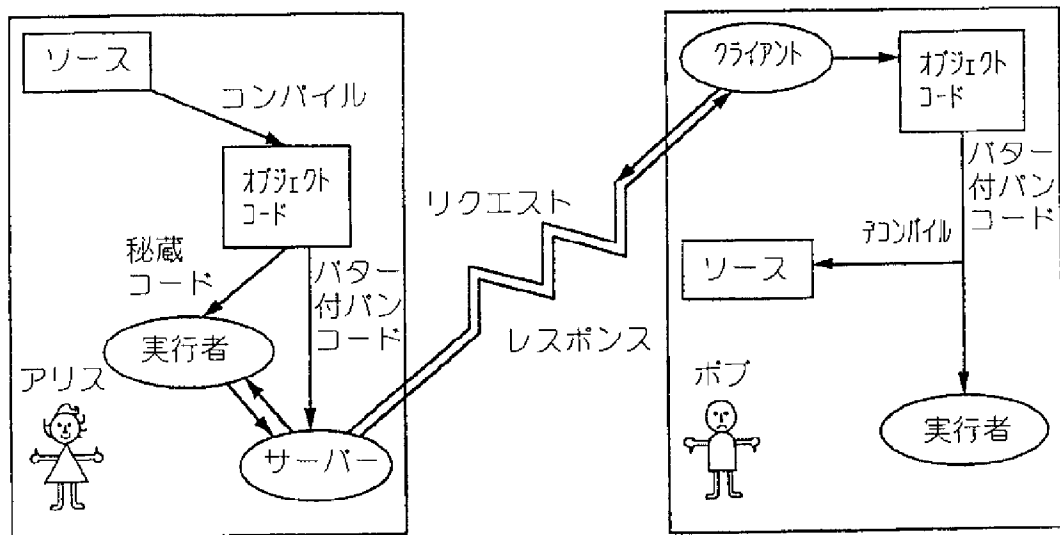 ソース
コンパイル
オブジェクト
コード
秘蔵
コード
バター
付パン
コード
実行者
アリス
サーバー
リクエスト
レスポンス
クライアント
オブジェクト
コード
バター
付パン
コード
デコンパイル
ソース
ボブ
実行者